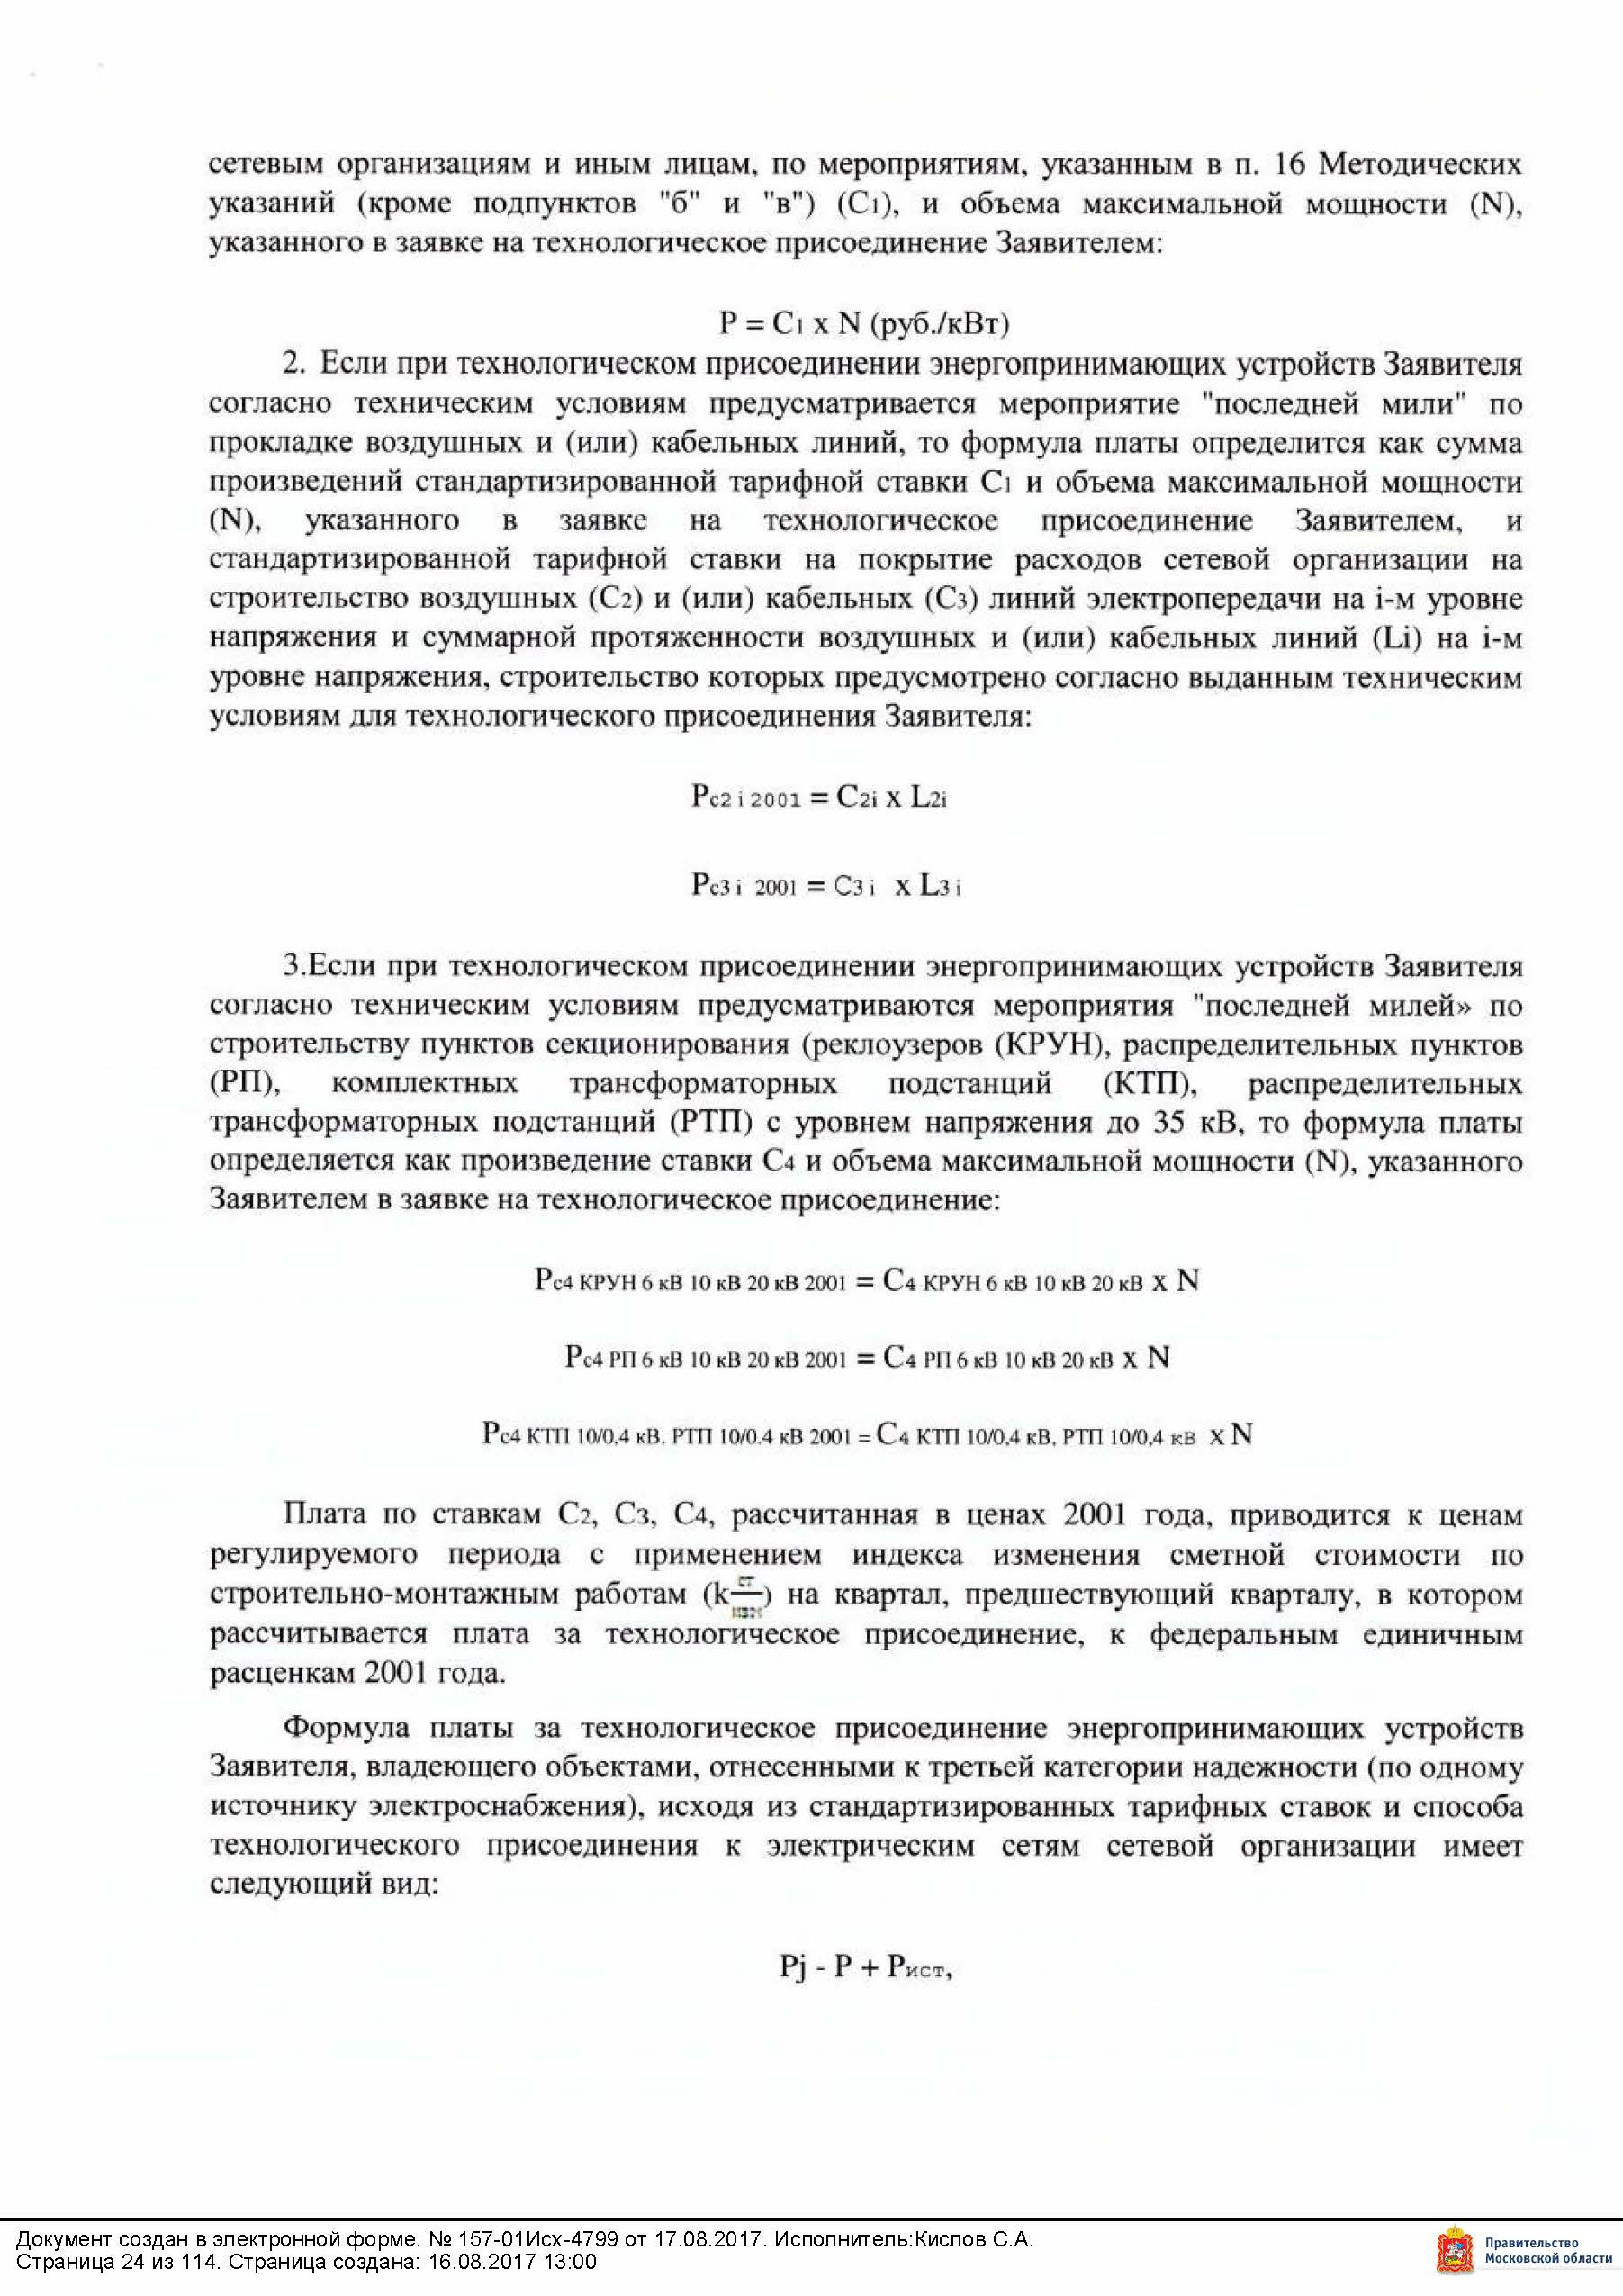 сетевым организациям и иным лицам, по мероприятиям, указанным в п. 16 Методических
указаний (кроме подпунктов "б" и "в") (С1), и объема максимальной мощности (N),
указанного в заявке на технологическое присоединение Заявителем:
P = C1 x N (руб./кВт)
2. Если при технологическом присоединении энергопринимающих устройств Заявителя
согласно техническим условиям предусматривается мероприятие "последней мили" по
прокладке воздушных и (или) кабельных линий, то формула платы определится как сумма
произведений стандартизированной тарифной ставки С1 и объема максимальной мощности
(N), указанного в заявке на технологическое присоединение Заявителем, и
стандартизированной тарифной ставки на покрытие расходов сетевой организации на
строительство воздушных (С2) и (или) кабельных (С3) линий электропередачи на i-м уровне
напряжения и суммарной протяженности воздушных и (или) кабельных линий (Li) на i-м
уровне напряжения, строительство которых предусмотрено согласно выданным техническим
условиям для технологического присоединения Заявителя:
Pс2 i 2001 = C2i x L2i
Pс3 i 2001 = C3 i x L3 i
3.Если при технологическом присоединении энергопринимающих устройств Заявителя
согласно техническим условиям предусматриваются мероприятия "последней милей» по
строительству пунктов секционирования (реклоузеров (КРУН), распределительных пунктов
(РП), комплектных трансформаторных подстанций (КТП), распределительных
трансформаторных подстанций (РТП) с уровнем напряжения до 35 кВ, то формула платы
определяется как произведение ставки С4 и объема максимальной мощности (N), указанного
Заявителем в заявке на технологическое присоединение:
Pс4 КРУН 6 кВ 10 кВ 20 кВ 2001 = C4 КРУН 6 кВ 10 кВ 20 кВ x N
Pс4 РП 6 кВ 10 кВ 20 кВ 2001 = C4 РП 6 кВ 10 кВ 20 кВ x N
Pс4 КТП 10/0,4 кВ. РТП 10/0.4 кВ 2001 = C4 КТП 10/0,4 кВ, РТП 10/0,4 кВ x N
Плата по ставкам С2, С3, С4, рассчитанная в ценах 2001 года, приводится к ценам
регулируемого периода с применением индекса изменения сметной стоимости по
строительно-монтажным работам (k) на квартал, предшествующий кварталу, в котором
рассчитывается плата за технологическое присоединение, к федеральным единичным
расценкам 2001 года.
Формула платы за технологическое присоединение энергопринимающих устройств
Заявителя, владеющего объектами, отнесенными к третьей категории надежности (по одному
источнику электроснабжения), исходя из стандартизированных тарифных ставок и способа
технологического присоединения к электрическим сетям сетевой организации имеет
следующий вид:
Pj - P + Pист,
Документ создан в электронной форме. № 157-01Исх-4799 от 17.08.2017. Исполнитель:Кислов С.А.
Страница 24 из 114. Страница создана: 16.08.2017 13:00
Правительство
Московской области